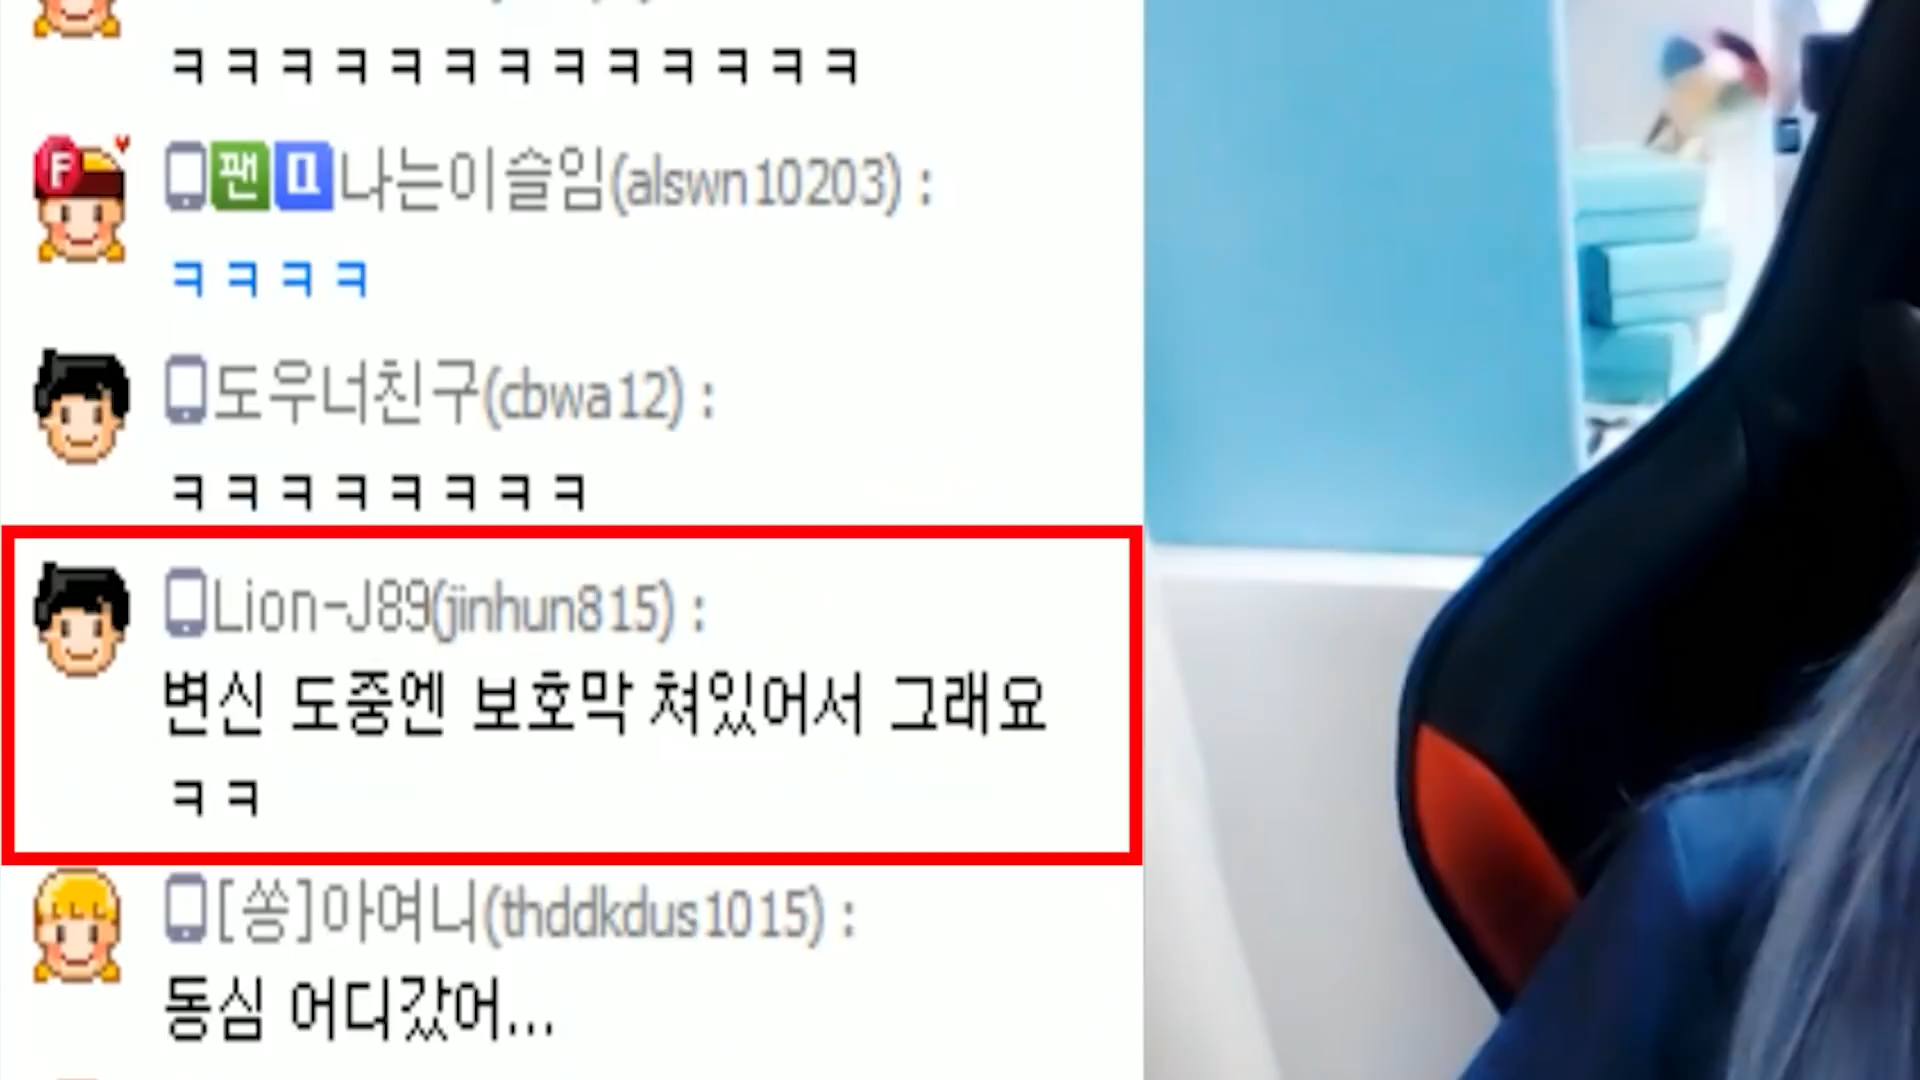 ㅋㅋㅋㅋㅋㅋㅋㅋㅋㅋㅋㅋㅋ
F 팬 나는이슬임(alswn10203) :
ㅋㅋㅋㅋ
도우너친구(cbwa12) :
ㅋㅋㅋㅋㅋㅋㅋㅋ
Lion-J89(jinhun815) :
변신 도중엔 보호막 쳐있어서 그래요
ㅋㅋ
[쏭]아여니(thddkdus1015) :
동심 어디갔어...